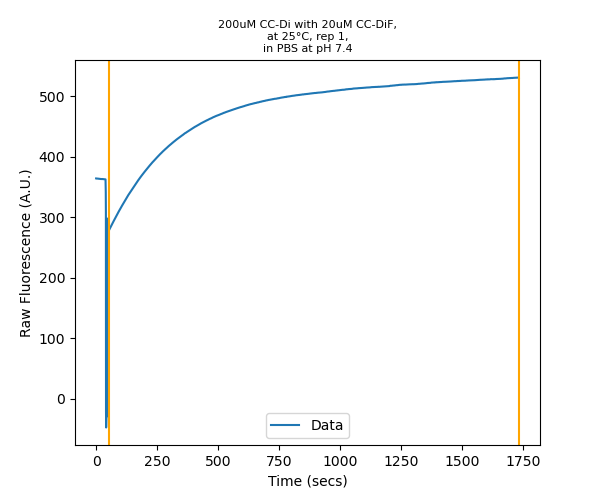 200uM CC-Di with 20uM CC-DiF,
at 25°C, rep 1,
in PBS at pH 7.4
Raw Fluorescence (A.U.)
500
400
300
200
100
0
Data
0 250 500 750 1000 1250 1500 1750
Time (secs)